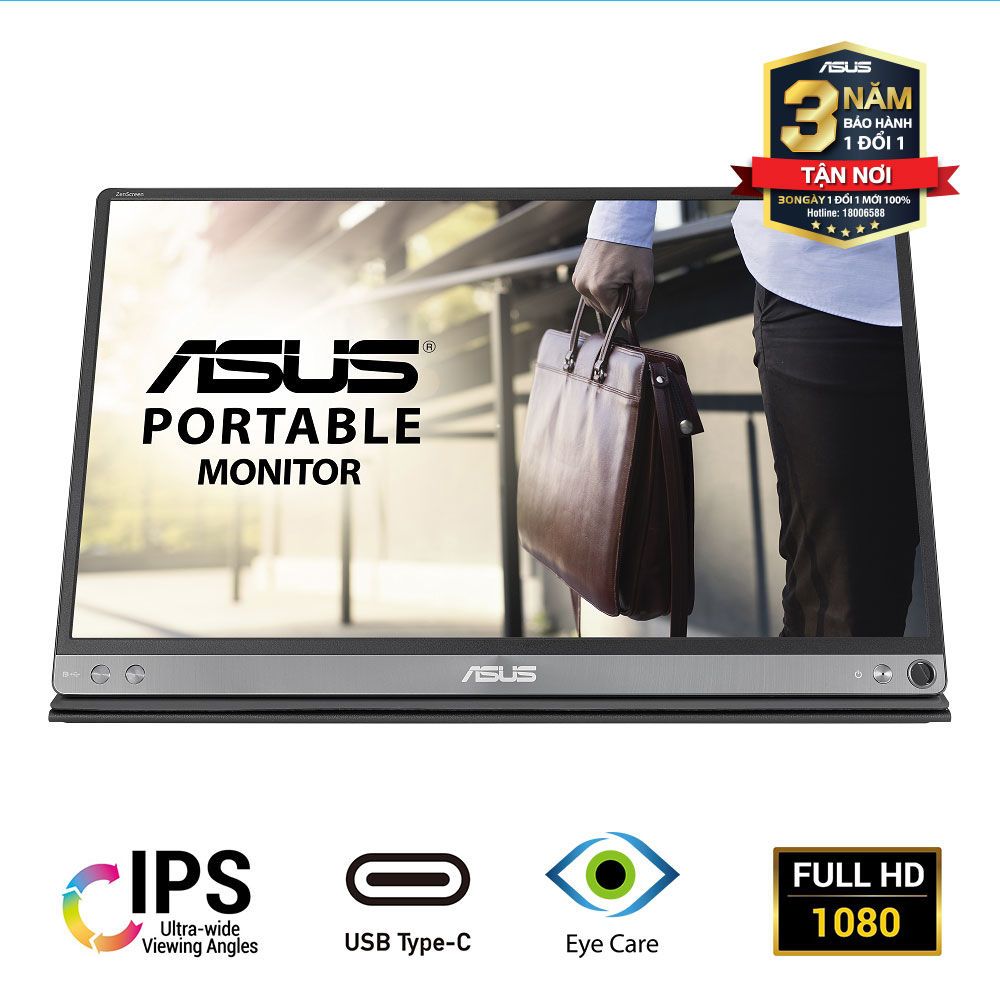 ASUS
3 NĂM
BẢO HÀNH
1 ĐỔI 1
TẬN NƠI
30NGÀY 1 ĐỔI 1 MỚI 100%
Hotline: 18006588
ZenScreen
ASUS®
PORTABLE
MONITOR
ASUS
IPS
Ultra-wide
Viewing Angles
USB Type-C
Eye Care
FULL HD
1080